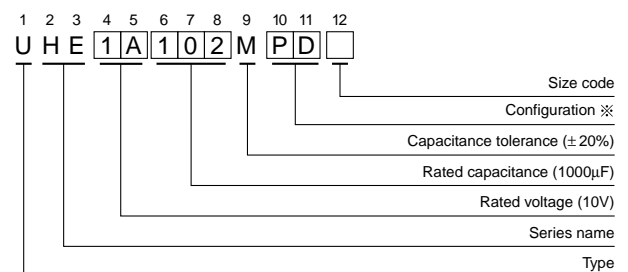 1 2 3 4 5 6 7 8 9 10 11 12
U H E 1 A 1 0 2 M P D
Size code
Configuration ※
Capacitance tolerance (±20%)
Rated capacitance (1000µF)
Rated voltage (10V)
Series name
Type